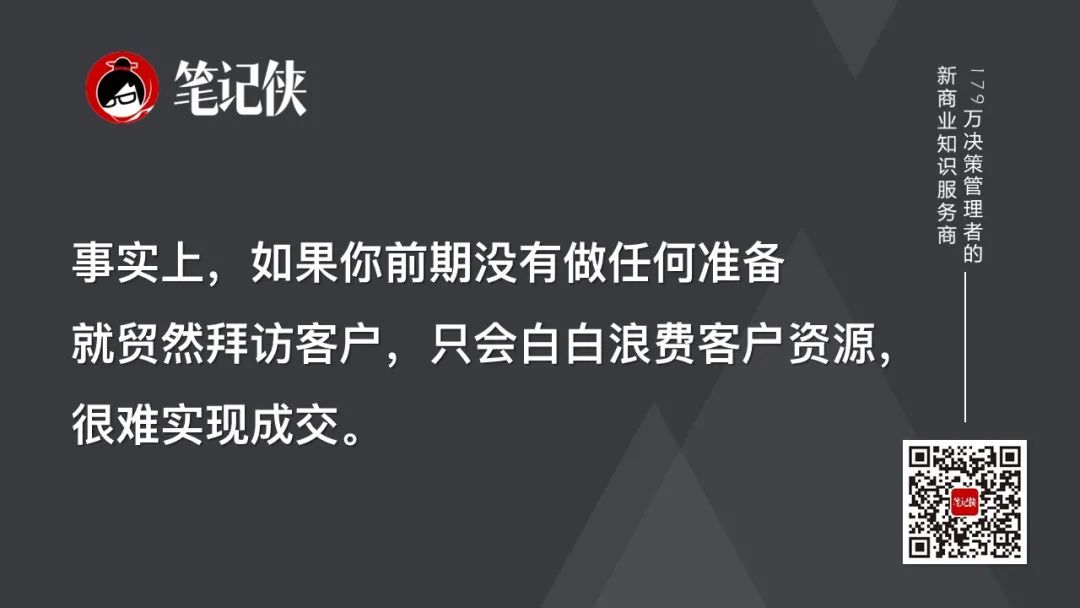 笔记侠
179万决策管理者的
新商业知识服务商
事实上，如果你前期没有做任何准备
就贸然拜访客户，只会白白浪费客户资源，
很难实现成交。
笔记侠